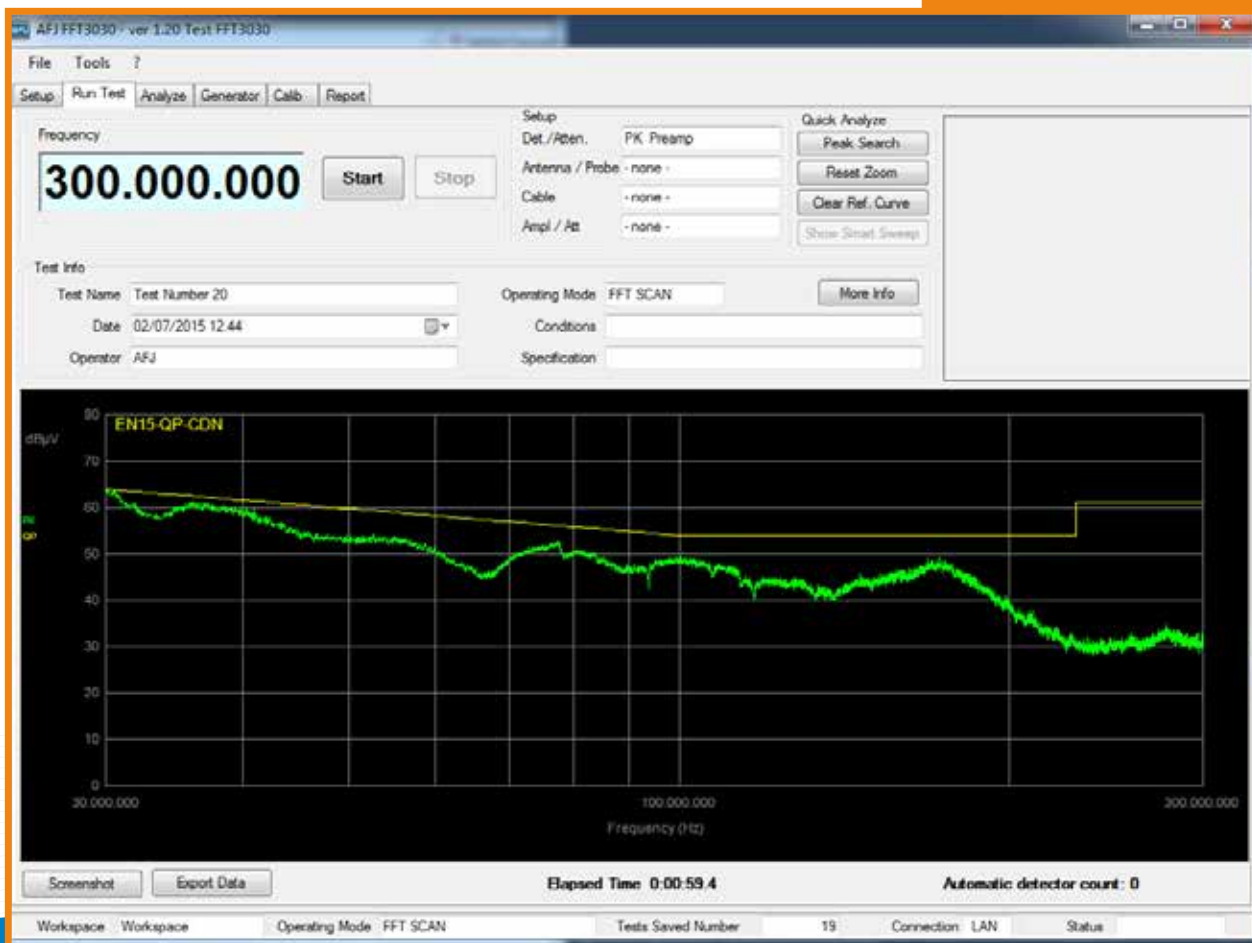 AFJ FFT3030 - ver 1.20 Test FFT3030
File Tools ?
Setup Run Test Analyze Generator Calib Report
Frequency
300.000.000
Start Stop
Setup
Det./Atten. PK Preamp
Antenna / Probe - none -
Cable - none -
Ampl / Att - none -
Quick Analyze
Peak Search
Reset Zoom
Clear Ref. Curve
Show Smart Sweep
Test Info
Test Name Test Number 20
Date 02/07/2015 12.44
Operator AFJ
Operating Mode FFT SCAN
Conditions
Specification
More Info
EN15-QP-CDN
dBµV
80
70
60
50
40
30
20
10
0
PK
QP
30.000.000 100.000.000 300.000.000
Frequency (Hz)
Screenshot Export Data Elapsed Time 0:00:59.4 Automatic detector count: 0
Workspace Workspace Operating Mode FFT SCAN Tests Saved Number 19 Connection LAN Status